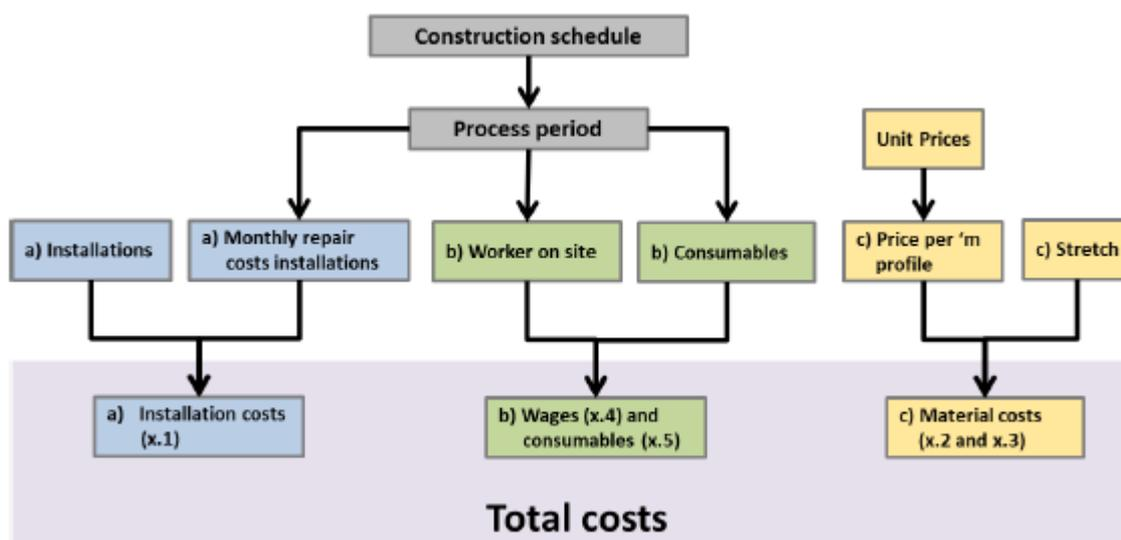 Construction schedule
Process period
Unit Prices
a) Installations
a) Monthly repair
costs installations
b) Worker on site
b) Consumables
c) Price per ‘m
profile
c) Stretch
a) Installation costs
(x.1)
b) Wages (x.4) and
consumables (x.5)
c) Material costs
(x.2 and x.3)
Total costs